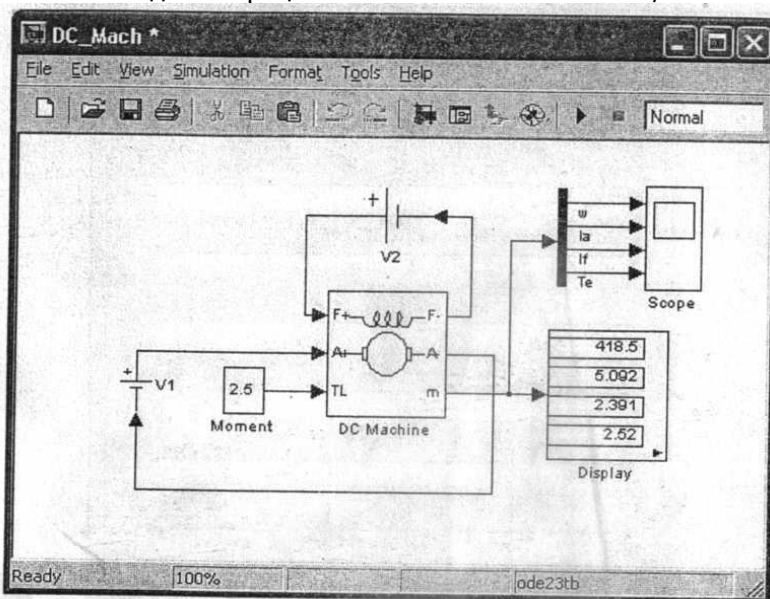 DC_Mach *
File Edit View Simulation Format Tools Help
Normal
+
V2
ω
Ia
If
Te
Scope
F+ F-
A+ A-
TL m
DC Machine
+
V1
2.5
Moment
418.5
5.092
2.391
2.52
Display
Ready 100% ode23tb